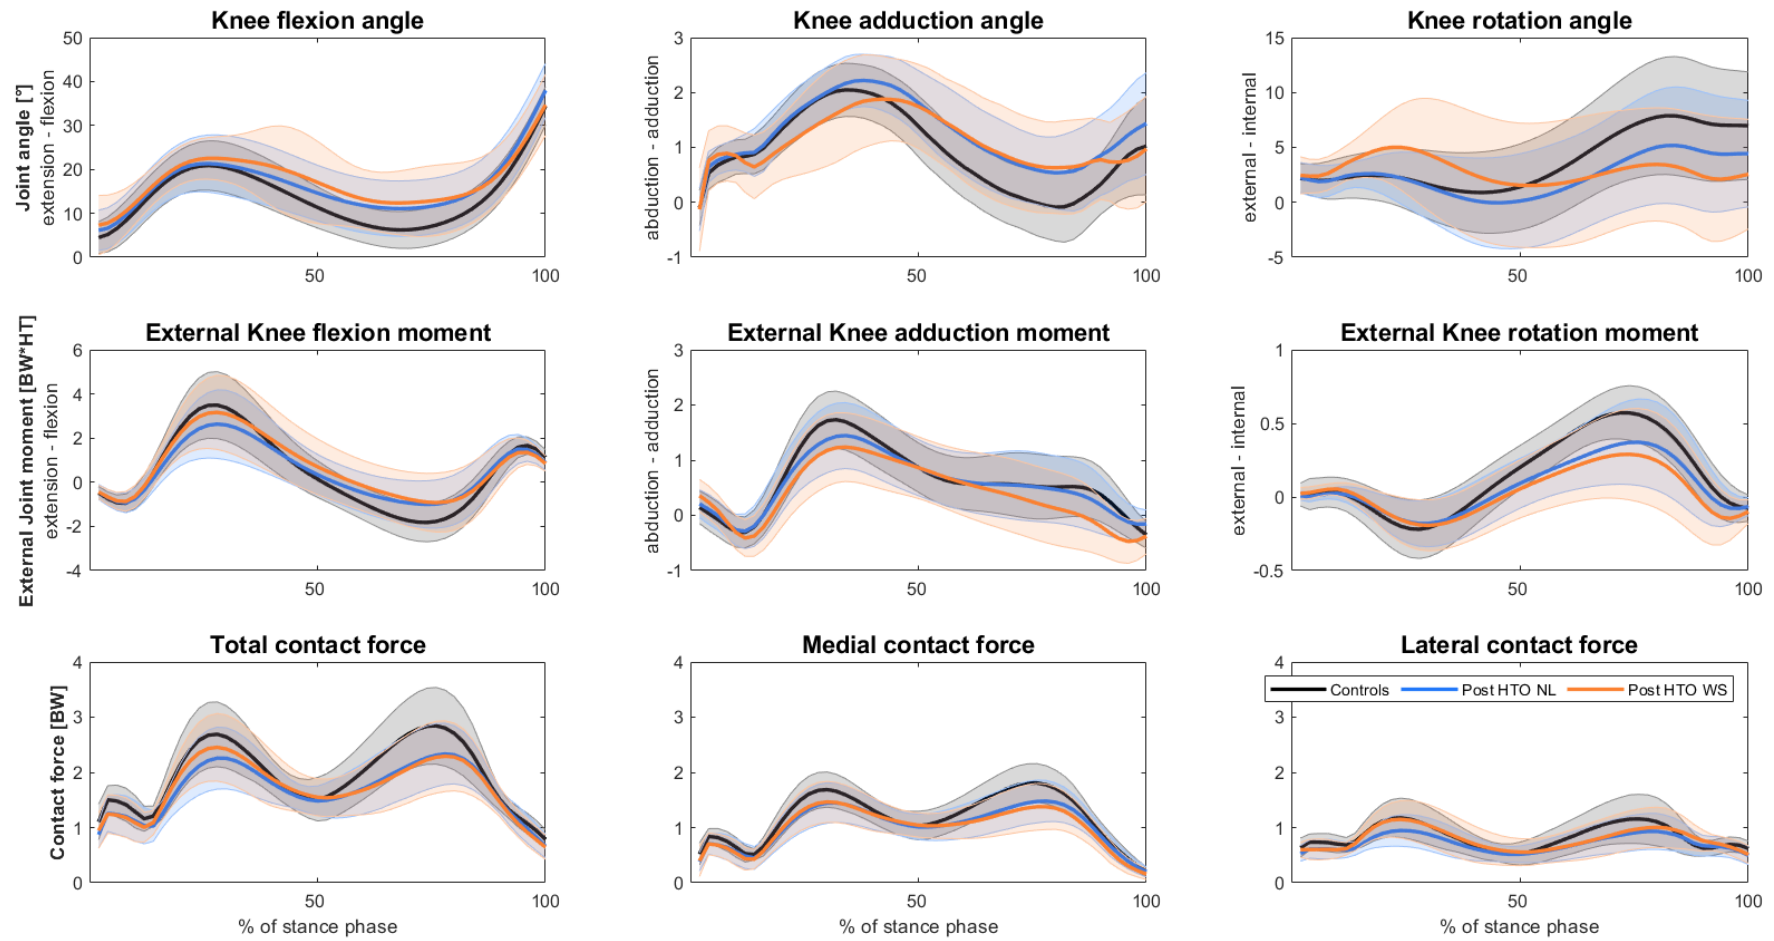 Knee flexion angle
Knee adduction angle
Knee rotation angle
Joint angle [°]
extension - flexion
50
40
30
20
10
0
50
100
abduction - adduction
3
2
1
0
-1
50
100
external - internal
15
10
5
0
-5
50
100
External Knee flexion moment
External Knee adduction moment
External Knee rotation moment
External Joint moment [BW*HT]
extension - flexion
6
4
2
0
-2
-4
50
100
abduction - adduction
3
2
1
0
-1
50
100
external - internal
1
0.5
0
-0.5
50
100
Total contact force
Medial contact force
Lateral contact force
Contact force [BW]
4
3
2
1
0
50
100
% of stance phase
4
3
2
1
0
50
100
% of stance phase
4
3
2
1
0
Controls Post HTO NL Post HTO WS
50
100
% of stance phase